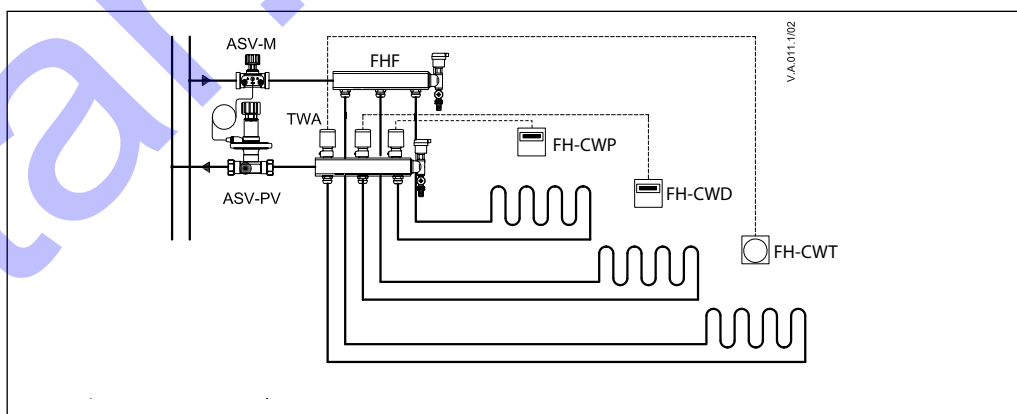 ASV-M
FHF
V.A.011.1/02
TWA
FH-CWP
FH-CWD
ASV-PV
FH-CWT